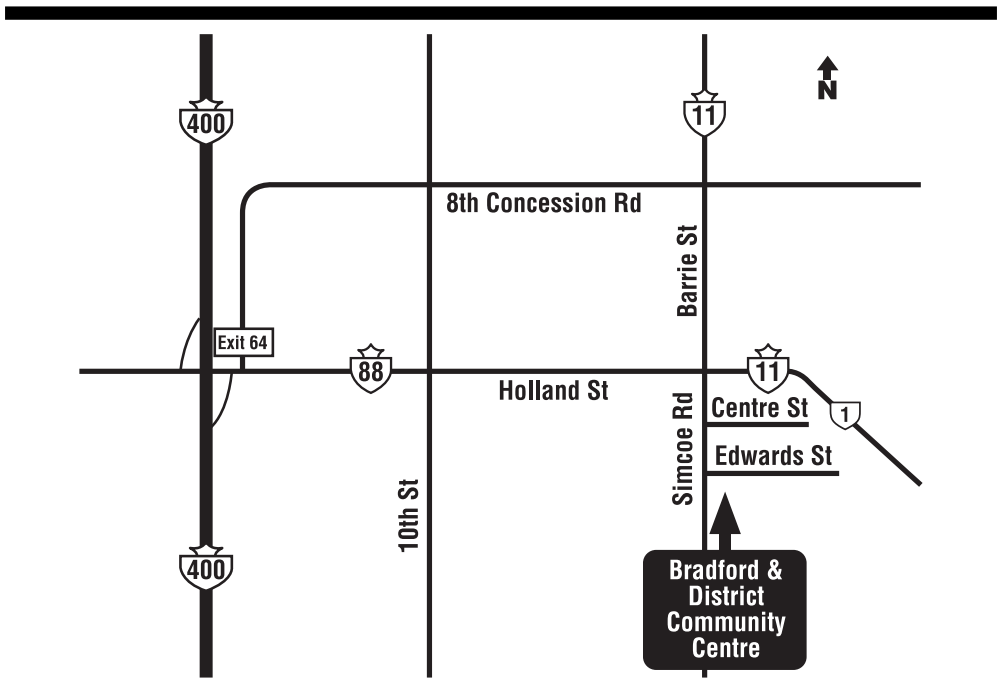 400
11
N
8th Concession Rd
Barrie St
Exit 64
88
11
Holland St
Centre St
1
Simcoe Rd
Edwards St
10th St
400
Bradford &
District
Community
Centre